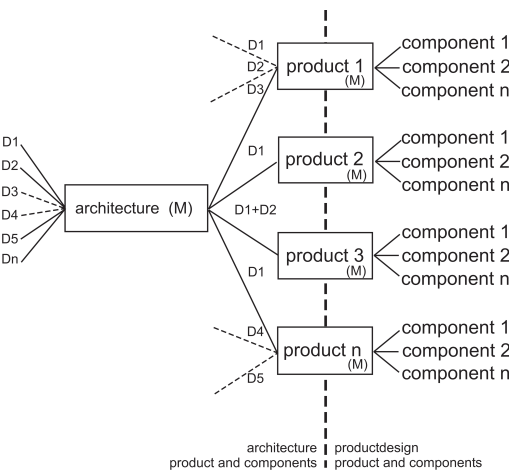 D1
D2
D3
D4
D5
Dn
architecture (M)
D1
D2
D3
D1
D1+D2
D1
D4
D5
product 1
(M)
component 1
component 2
component n
product 2
(M)
component 1
component 2
component n
product 3
(M)
component 1
component 2
component n
product n
(M)
component 1
component 2
component n
architecture
product and components
productdesign
product and components